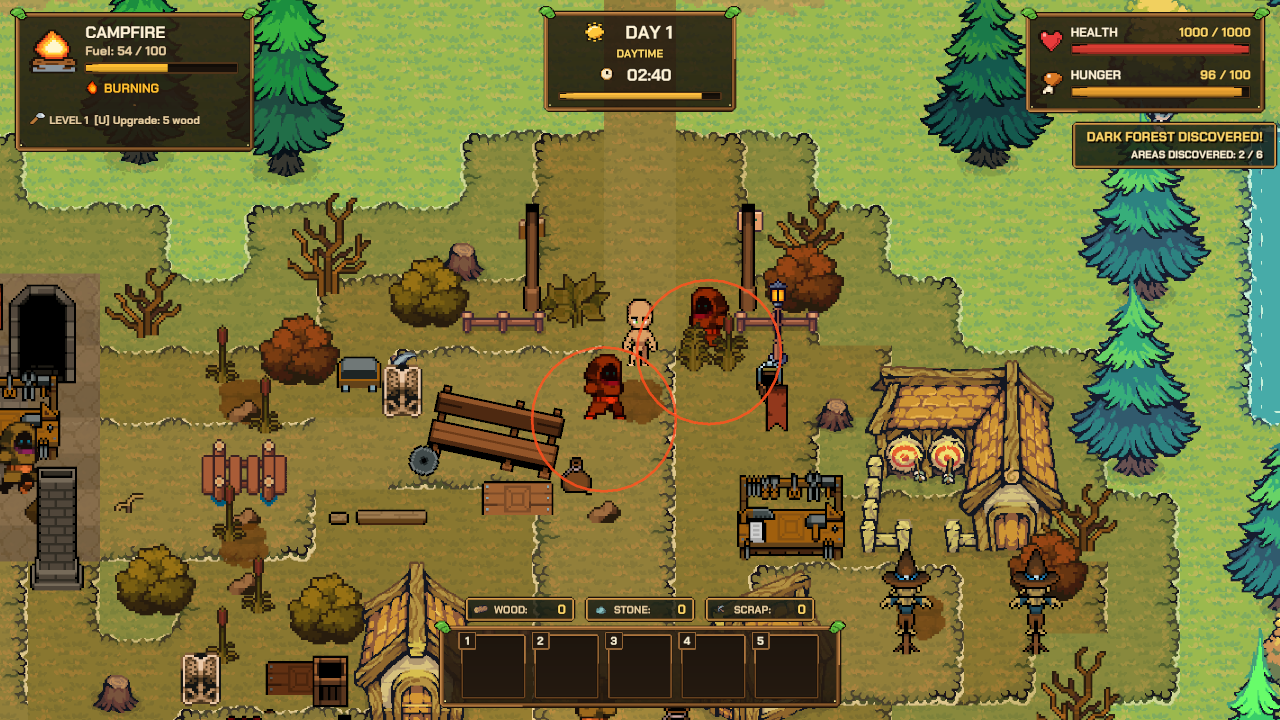 CAMPFIRE
Fuel: 54 / 100
BURNING
LEVEL 1 [U] Upgrade: 5 wood
DAY 1
DAYTIME
02:40
HEALTH 1000 / 1000
HUNGER 96 / 100
DARK FOREST DISCOVERED!
AREAS DISCOVERED: 2 / 6
WOOD: 0
STONE: 0
SCRAP: 0
1 2 3 4 5